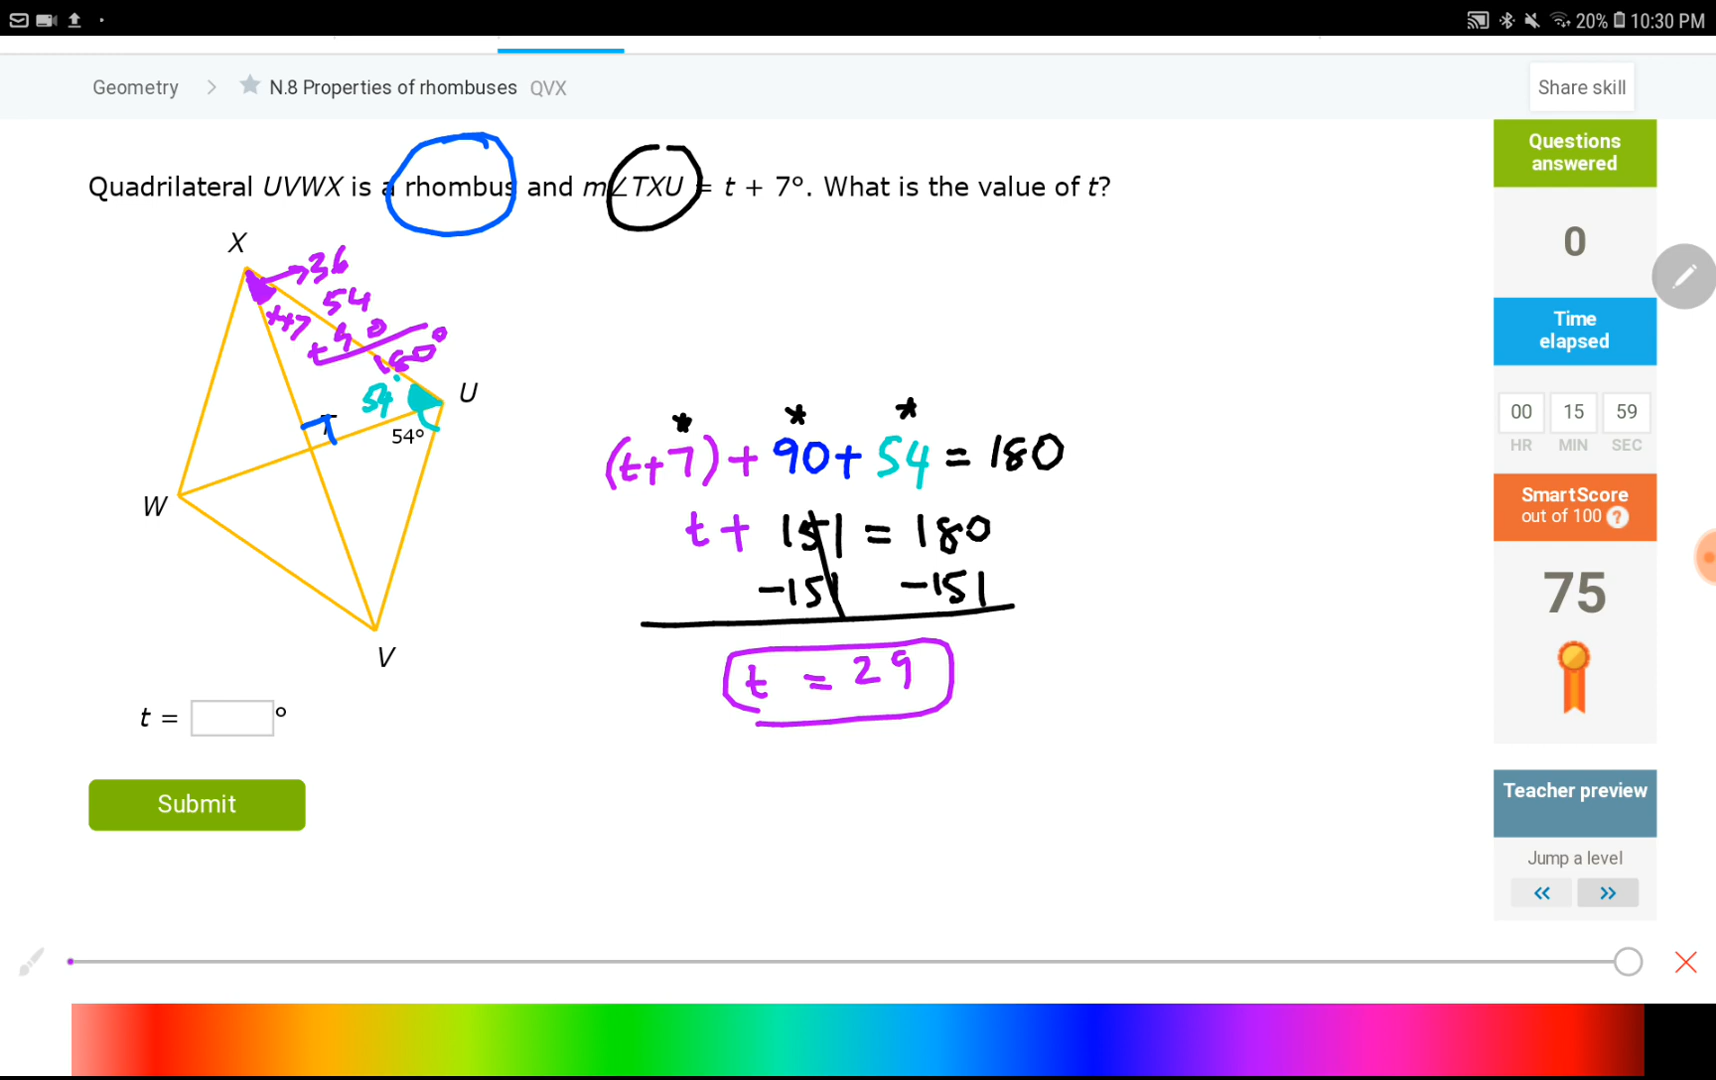 20% 10:30 PM
Geometry > N.8 Properties of rhombuses QVX
Share skill
Quadrilateral UVWX is a rhombus and m∠TXU = t + 7°. What is the value of t?
X
36
54
t+7
+ 90
180°
54
U
T
54°
W
V
(t+7) + 90 + 54 = 180
t + 151 = 180
-151 -151
t = 29
t = °
Submit
Questions
answered
0
Time
elapsed
00 15 59
HR MIN SEC
SmartScore
out of 100 ?
75
Teacher preview
Jump a level